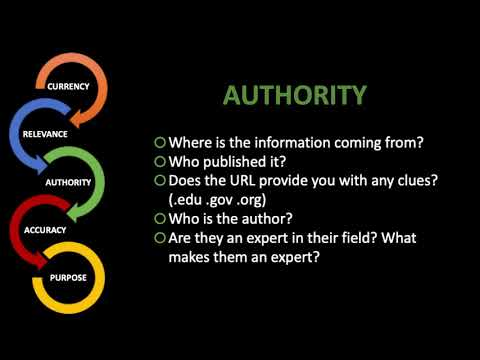 CURRENCY
RELEVANCE
AUTHORITY
ACCURACY
PURPOSE
AUTHORITY
Where is the information coming from?
Who published it?
Does the URL provide you with any clues?
(.edu .gov .org)
Who is the author?
Are they an expert in their field? What
makes them an expert?